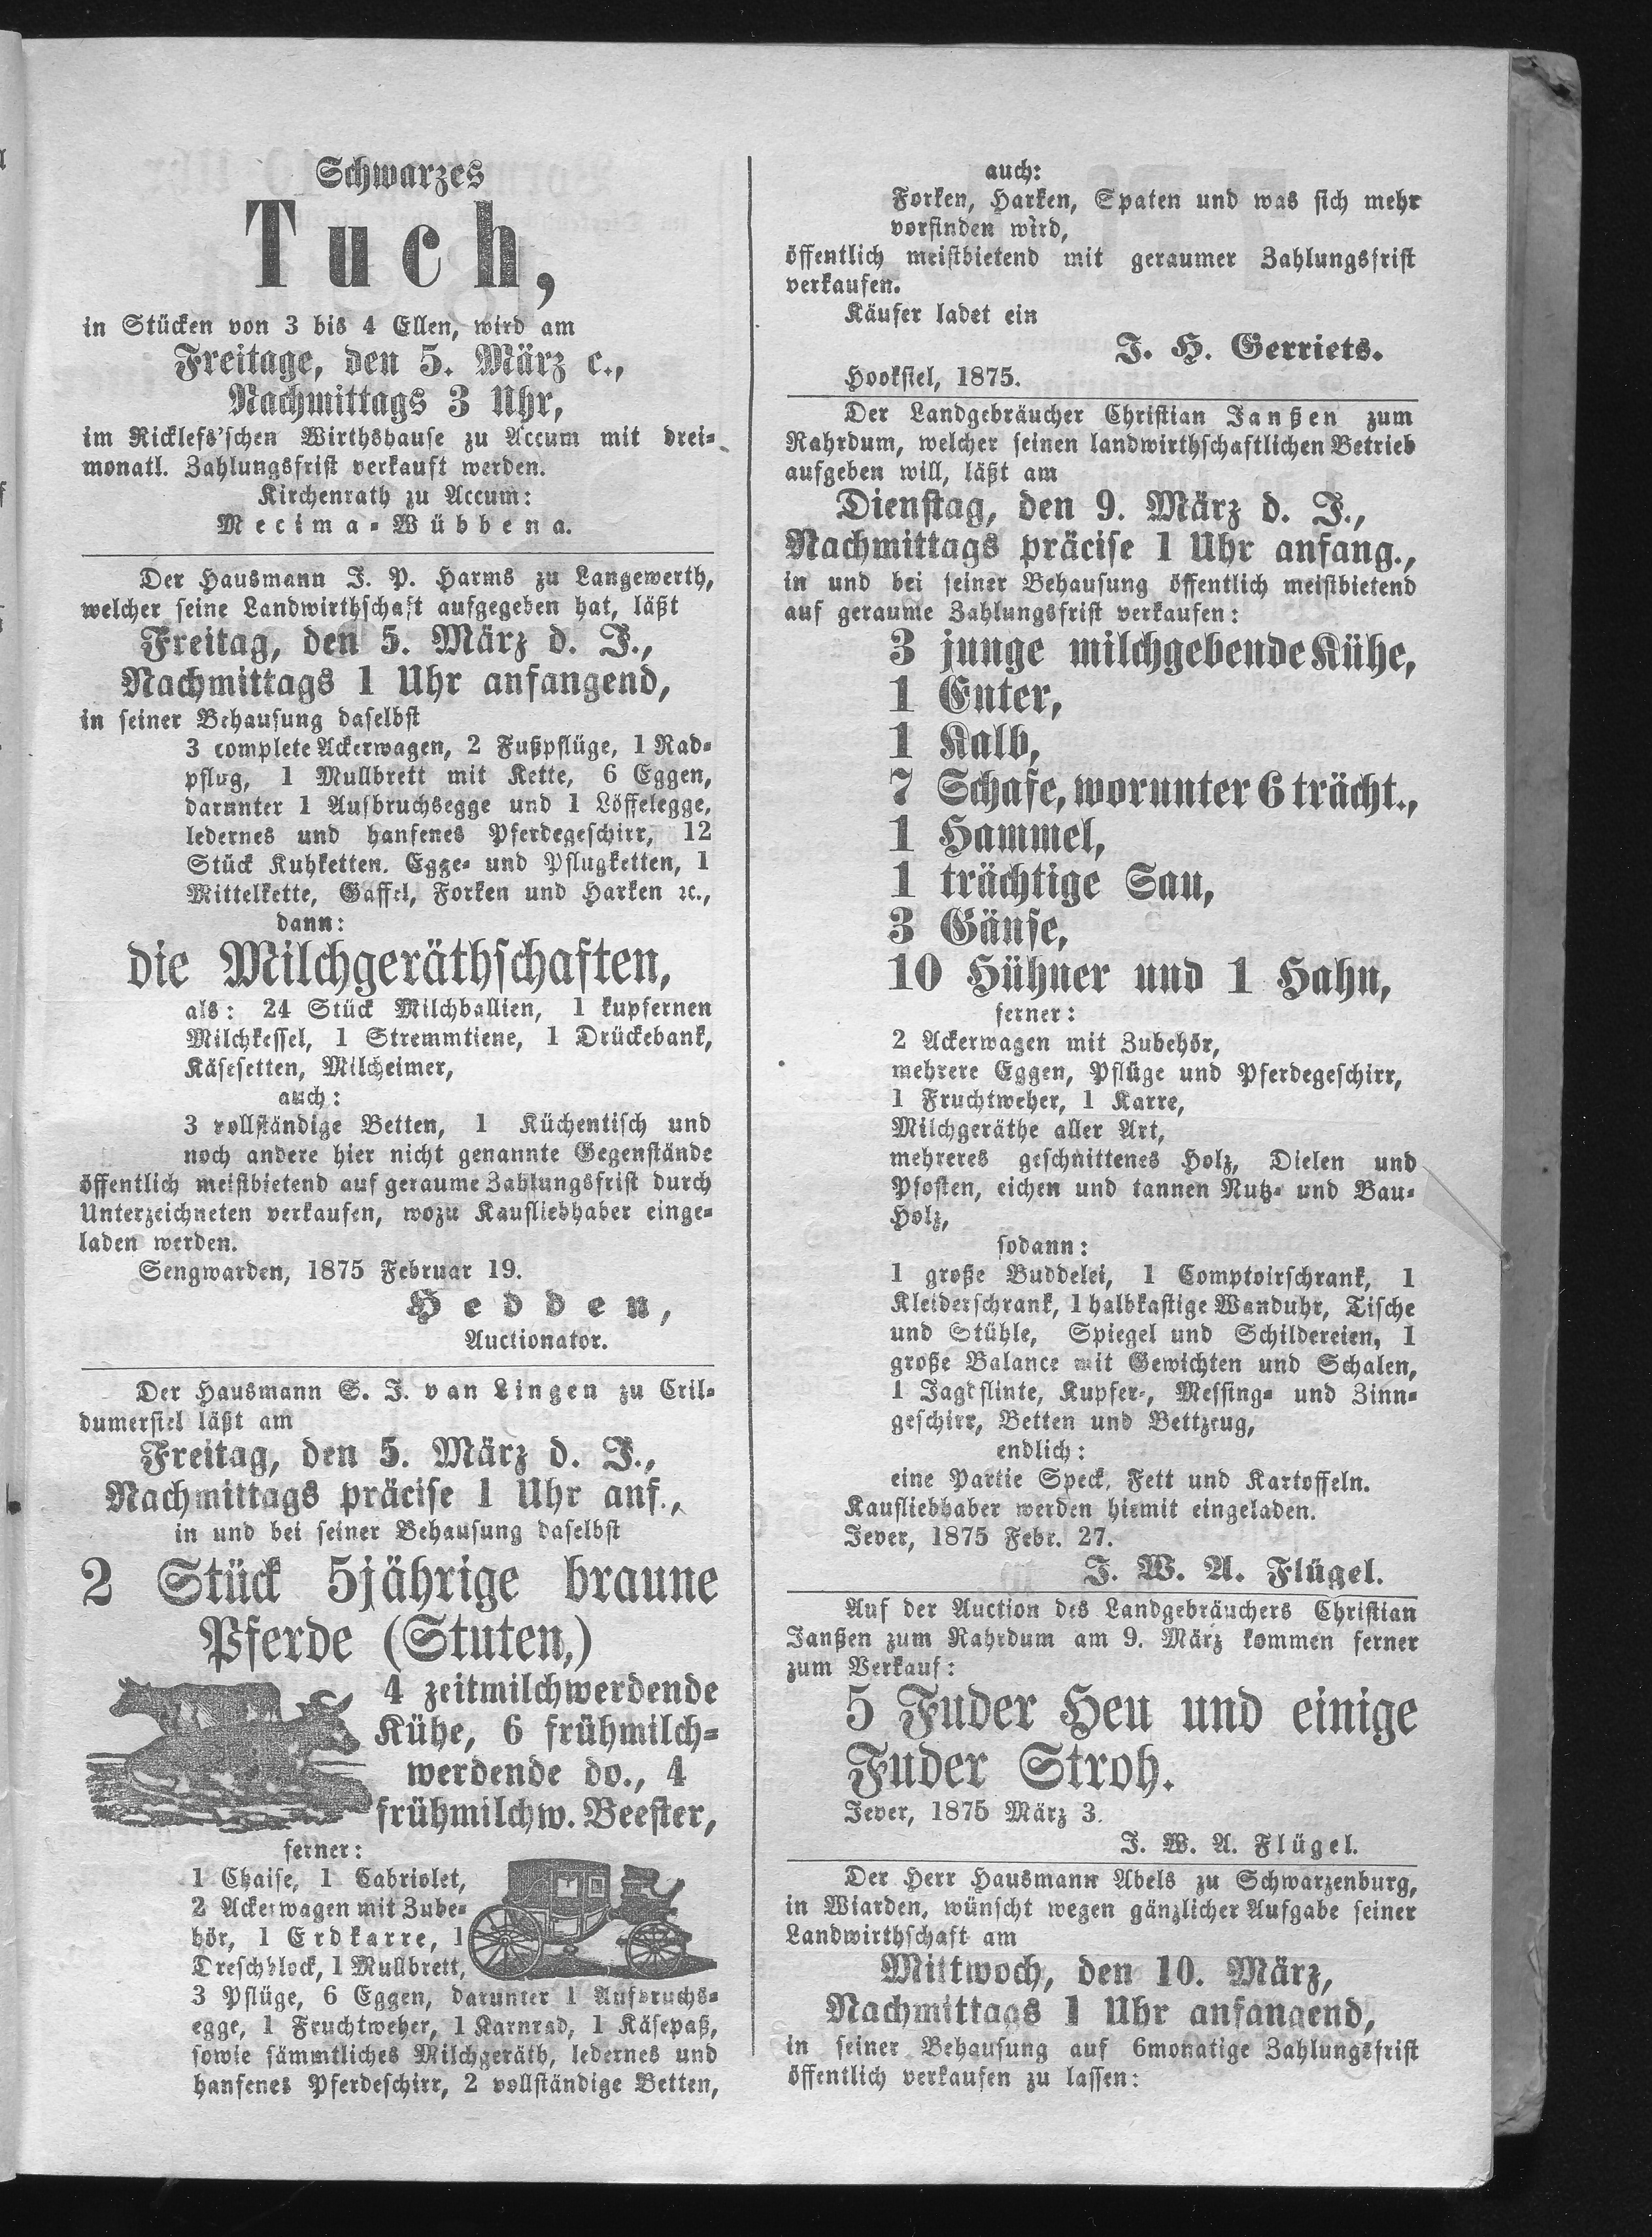 Schwarzes
Tuch,
in Stücken von 3 bis 4 Ellen, wird am
Freitage, den 5. März c.,
Nachmittags 3 Uhr,
im Ricklefs'schen Wirthshause zu Accum mit drei-
monatl. Zahlungsfrist verkauft werden.
Kirchenrath zu Accum:
Mecima-Wübbena.
Der Hausmann J. P. Harms zu Langewerth,
welcher seine Landwirthschaft aufgegeben hat, läßt
Freitag, den 5. März d. J.,
Nachmittags 1 Uhr anfangend,
in seiner Behausung daselbst
3 complete Ackerwagen, 2 Fußpflüge, 1 Rad-
pflug, 1 Mullbrett mit Kette, 6 Eggen,
darunter 1 Aufbruchsegge und 1 Löffelegge,
ledernes und hanfenes Pferdegeschirr, 12
Stück Kuhketten. Egge- und Pflugketten, 1
Mittelkette, Gaffel, Forken und Harken ꝛc.,
dann:
die Milchgeräthschaften,
als: 24 Stück Milchballien, 1 kupfernen
Milchkessel, 1 Stremmtiene, 1 Drückebank,
Käsesetten, Milcheimer,
auch:
3 vollständige Betten, 1 Küchentisch und
noch andere hier nicht genannte Gegenstände
öffentlich meistbietend auf geraume Zahlungsfrist durch
Unterzeichneten verkaufen, wozu Kaufliebhaber einge-
laden werden.
Sengwarden, 1875 Februar 19.
Hedden,
Auctionator.
Der Hausmann S. J. van Lingen zu Cril-
dumersiel läßt am
Freitag, den 5. März d. J.,
Nachmittags präcise 1 Uhr anf.,
in und bei seiner Behausung daselbst
2 Stück 5jährige braune
Pferde (Stuten,)
4 zeitmilchwerdende
Kühe, 6 frühmilch-
werdende do., 4
frühmilchw. Beester,
ferner:
1 Chaise, 1 Cabriolet,
2 Ackerwagen mit Zube-
hör, 1 Erdkarre, 1
Dreschblock, 1 Mullbrett,
3 Pflüge, 6 Eggen, darunter 1 Aufbruchs-
egge, 1 Fruchtweher, 1 Karnrad, 1 Käsepaß,
sowie sämmtliches Milchgeräth, ledernes und
hanfenes Pferdeschirr, 2 vollständige Betten,
auch:
Forken, Harken, Spaten und was sich mehr
vorfinden wird,
öffentlich meistbietend mit geraumer Zahlungsfrist
verkaufen.
Käufer ladet ein
J. H. Gerriets.
Hooksiel, 1875.
Der Landgebräucher Christian Janßen zum
Rahrdum, welcher seinen landwirthschaftlichen Betrieb
aufgeben will, läßt am
Dienstag, den 9. März d. J.,
Nachmittags präcise 1 Uhr anfang.,
in und bei seiner Behausung öffentlich meistbietend
auf geraume Zahlungsfrist verkaufen:
3 junge milchgebende Kühe,
1 Enter,
1 Kalb,
7 Schafe, worunter 6 trächt.,
1 Hammel,
1 trächtige Sau,
3 Gänse,
10 Hühner und 1 Hahn,
ferner:
2 Ackerwagen mit Zubehör,
mehrere Eggen, Pflüge und Pferdegeschirr,
1 Fruchtweher, 1 Karre,
Milchgeräthe aller Art,
mehreres geschnittenes Holz, Dielen und
Pfosten, eichen und tannen Nutz- und Bau-
Holz,
sodann:
1 große Buddelei, 1 Comptoirschrank, 1
Kleiderschrank, 1 halbkastige Wanduhr, Tische
und Stühle, Spiegel und Schildereien, 1
große Balance mit Gewichten und Schalen,
1 Jagdflinte, Kupfer-, Messing- und Zinn-
geschirr, Betten und Bettzeug,
endlich:
eine Partie Speck, Fett und Kartoffeln.
Kaufliebhaber werden hiemit eingeladen.
Jever, 1875 Febr. 27.
J. W. A. Flügel.
Auf der Auction des Landgebräuchers Christian
Janßen zum Rahrdum am 9. März kommen ferner
zum Verkauf:
5 Fuder Heu und einige
Fuder Stroh.
Jever, 1875 März 3.
J. W. A. Flügel.
Der Herr Hausmann Abels zu Schwarzenburg,
in Wiarden, wünscht wegen gänzlicher Aufgabe seiner
Landwirthschaft am
Mittwoch, den 10. März,
Nachmittags 1 Uhr anfangend,
in seiner Behausung auf 6monatige Zahlungsfrist
öffentlich verkaufen zu lassen: